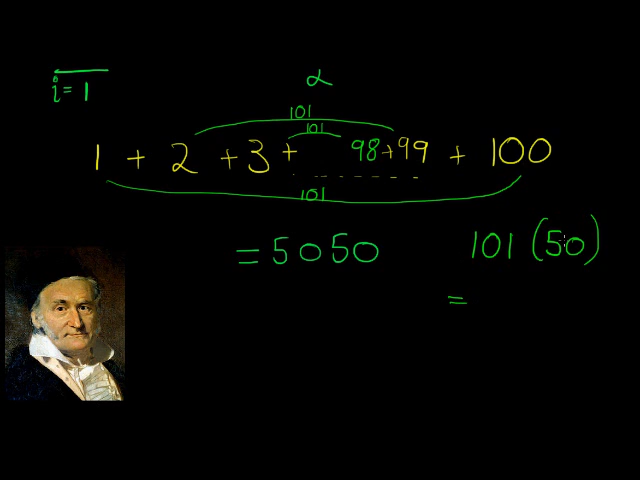 α
i = 1
101
101
1 + 2 + 3 + - - - - - - - 98 + 99 + 100
101
= 5050 101 (50)
=